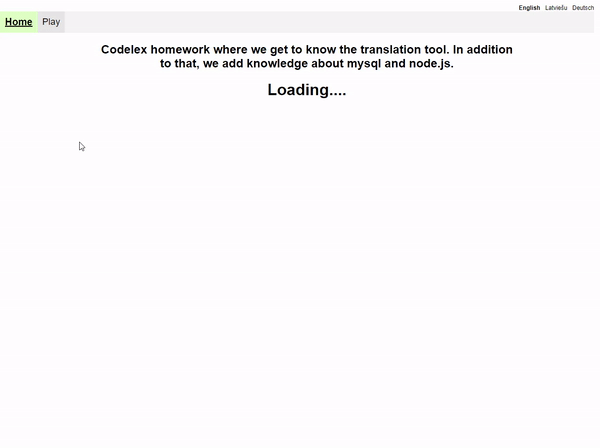 English Latviešu Deutsch
Home Play
Codelex homework where we get to know the translation tool. In addition
to that, we add knowledge about mysql and node.js.
Loading....